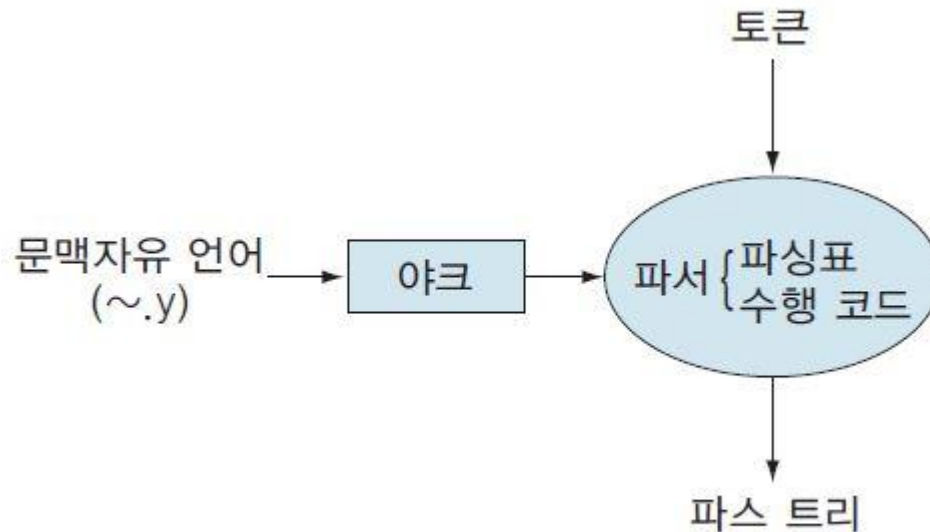 토큰
문맥자유 언어
(~.y)
야크
파서 { 파싱표
수행 코드
파스 트리